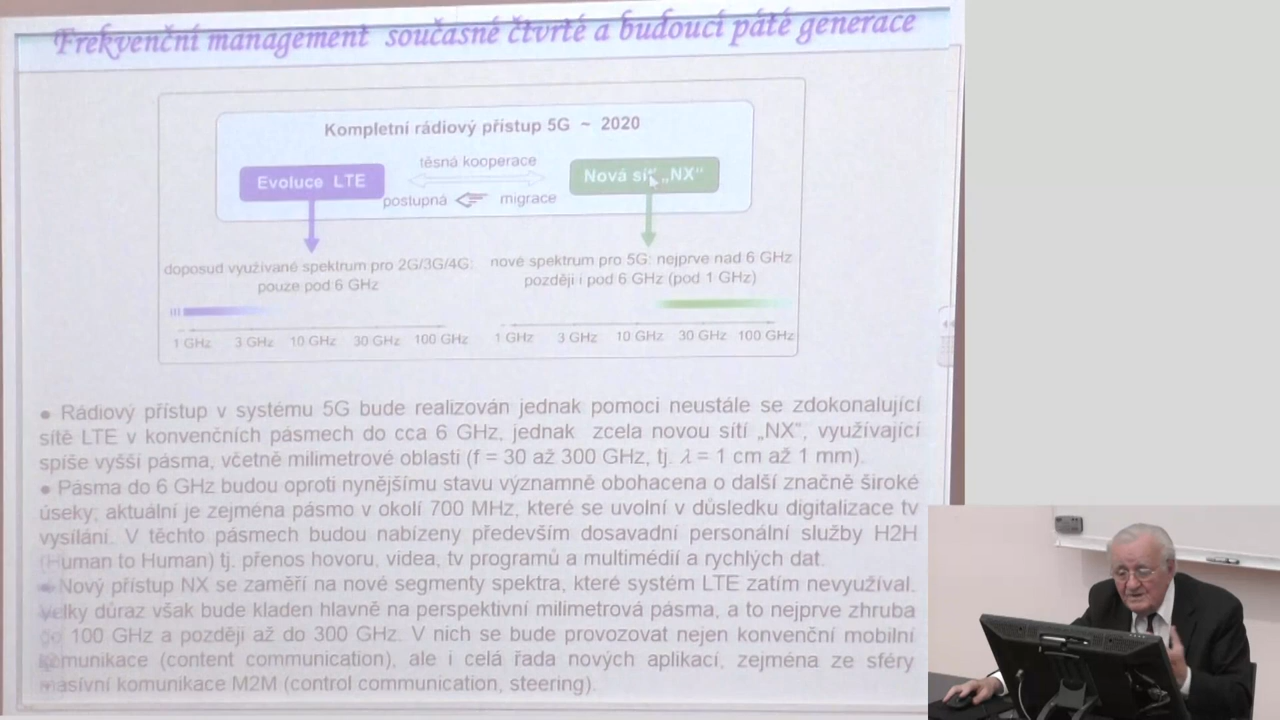 Frekvenční management současné čtvrté a budoucí páté generace
Kompletní rádiový přístup 5G ~ 2020
těsná kooperace
Evoluce LTE
Nová síť „NX“
postupná migrace
doposud využívané spektrum pro 2G/3G/4G:
pouze pod 6 GHz
nové spektrum pro 5G: nejprve nad 6 GHz
později i pod 6 GHz (pod 1 GHz)
1 GHz 3 GHz 10 GHz 30 GHz 100 GHz
1 GHz 3 GHz 10 GHz 30 GHz 100 GHz
● Rádiový přístup v systému 5G bude realizován jednak pomoci neustále se zdokonalující
sítě LTE v konvenčních pásmech do cca 6 GHz, jednak zcela novou sítí „NX“, využívající
spíše vyšší pásma, včetně milimetrové oblasti (f = 30 až 300 GHz, tj. λ = 1 cm až 1 mm).
● Pásma do 6 GHz budou oproti nynějšímu stavu významně obohacena o další značně široké
úseky; aktuální je zejména pásmo v okolí 700 MHz, které se uvolní v důsledku digitalizace tv
vysílání. V těchto pásmech budou nabízeny především dosavadní personální služby H2H
(Human to Human) tj. přenos hovoru, videa, tv programů a multimédií a rychlých dat.
Nový přístup NX se zaměří na nové segmenty spektra, které systém LTE zatím nevyužíval.
Velky důraz však bude kladen hlavně na perspektivní milimetrová pásma, a to nejprve zhruba
do 100 GHz a později až do 300 GHz. V nich se bude provozovat nejen konvenční mobilní
komunikace (content communication), ale i celá řada nových aplikací, zejména ze sféry
masívní komunikace M2M (control communication, steering).